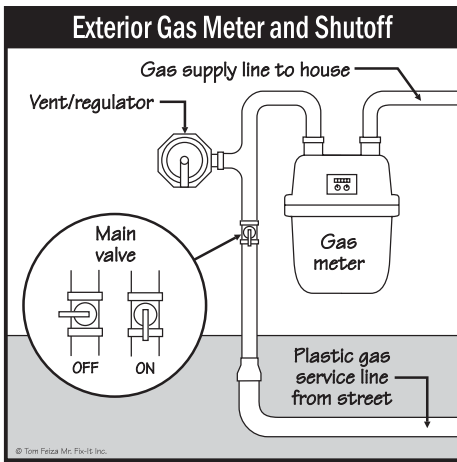 Exterior Gas Meter and Shutoff
Gas supply line to house
Vent/regulator
Main
valve
OFF ON
Gas
meter
Plastic gas
service line
from street
© Tom Feiza Mr. Fix-It Inc.